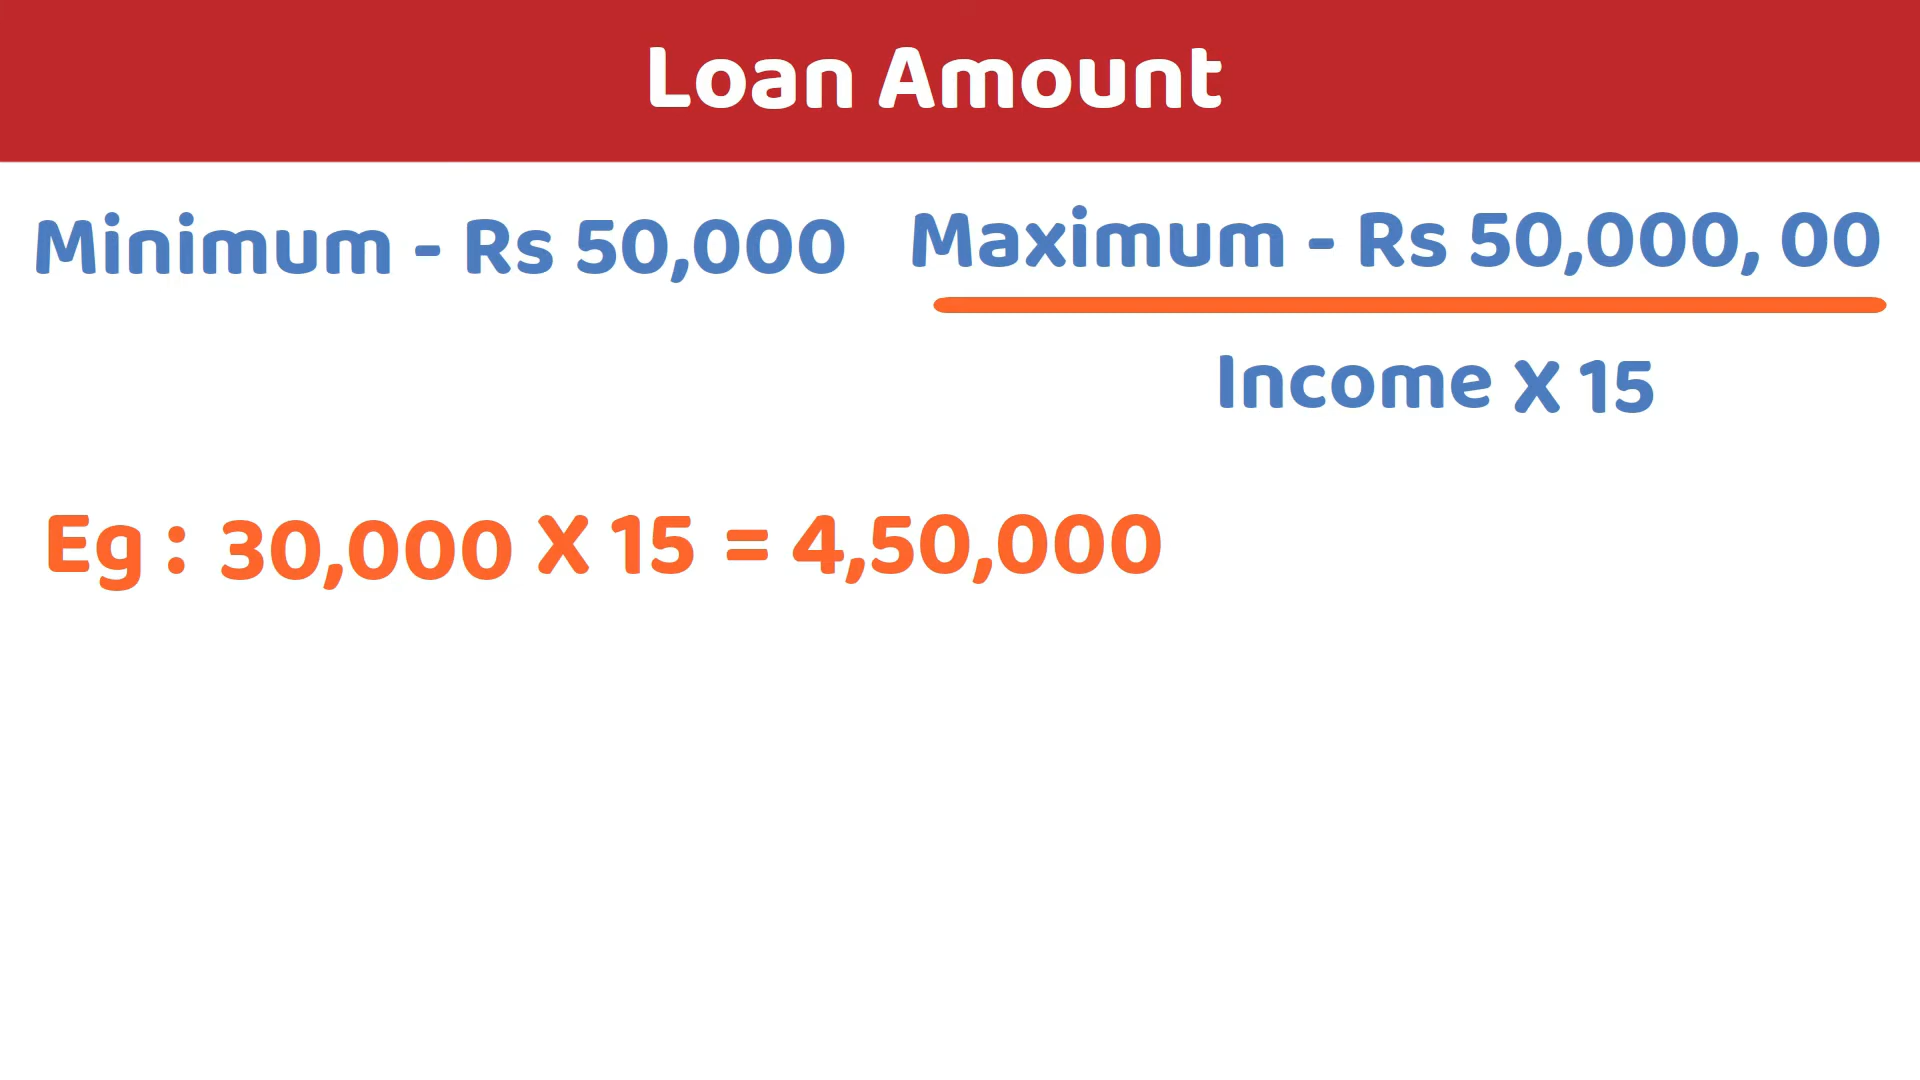 Loan Amount
Minimum - Rs 50,000
Maximum - Rs 50,000, 00
Income X 15
Eg : 30,000 X 15 = 4,50,000